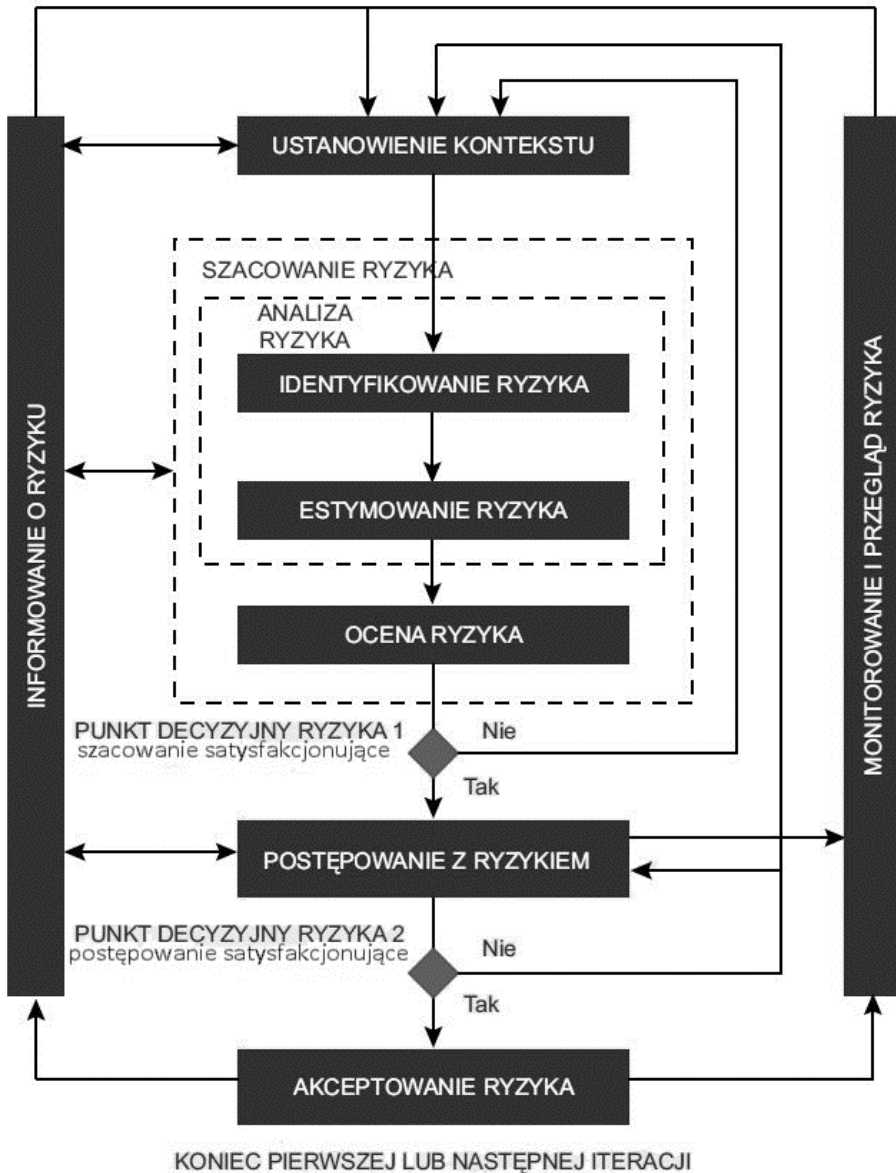 USTANOWIENIE KONTEKSTU
SZACOWANIE RYZYKA
ANALIZA
RYZYKA
IDENTYFIKOWANIE RYZYKA
ESTYMOWANIE RYZYKA
OCENA RYZYKA
INFORMOWANIE O RYZYKU
MONITOROWANIE I PRZEGLĄD RYZYKA
PUNKT DECYZYJNY RYZYKA 1
szacowanie satysfakcjonujące
Nie
Tak
POSTĘPOWANIE Z RYZYKIEM
PUNKT DECYZYJNY RYZYKA 2
postępowanie satysfakcjonujące
Nie
Tak
AKCEPTOWANIE RYZYKA
KONIEC PIERWSZEJ LUB NASTĘPNEJ ITERACJI